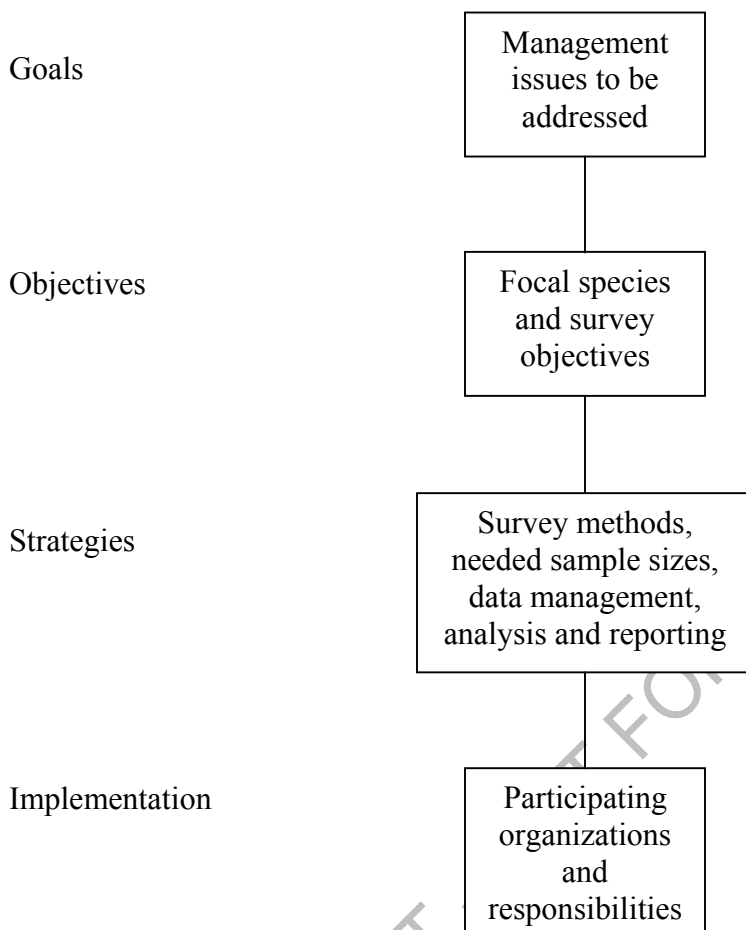 Goals
Management
issues to be
addressed
Objectives
Focal species
and survey
objectives
Strategies
Survey methods,
needed sample sizes,
data management,
analysis and reporting
Implementation
Participating
organizations
and
responsibilities